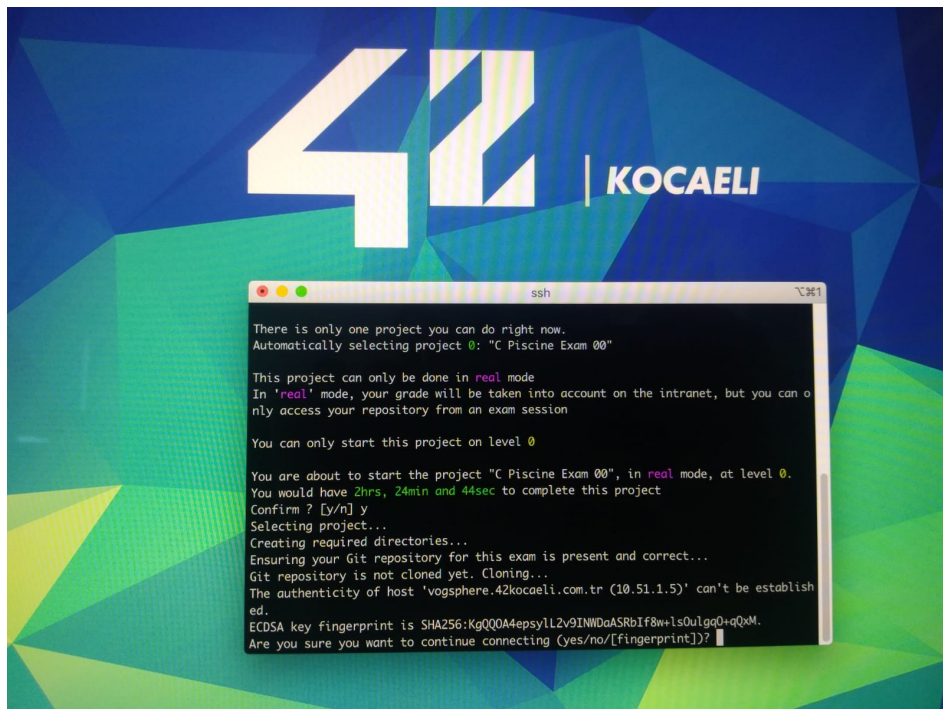 42 | KOCAELI
ssh
⌥⌘1
There is only one project you can do right now.
Automatically selecting project 0: "C Piscine Exam 00"
This project can only be done in real mode
In 'real' mode, your grade will be taken into account on the intranet, but you can o
nly access your repository from an exam session
You can only start this project on level 0
You are about to start the project "C Piscine Exam 00", in real mode, at level 0.
You would have 2hrs, 24min and 44sec to complete this project
Confirm ? [y/n] y
Selecting project...
Creating required directories...
Ensuring your Git repository for this exam is present and correct...
Git repository is not cloned yet. Cloning...
The authenticity of host 'vogsphere.42kocaeli.com.tr (10.51.1.5)' can't be establish
ed.
ECDSA key fingerprint is SHA256:KgQQOA4epsylL2v9INWDaASRbIf8w+lsOulgqO+qQxM.
Are you sure you want to continue connecting (yes/no/[fingerprint])?